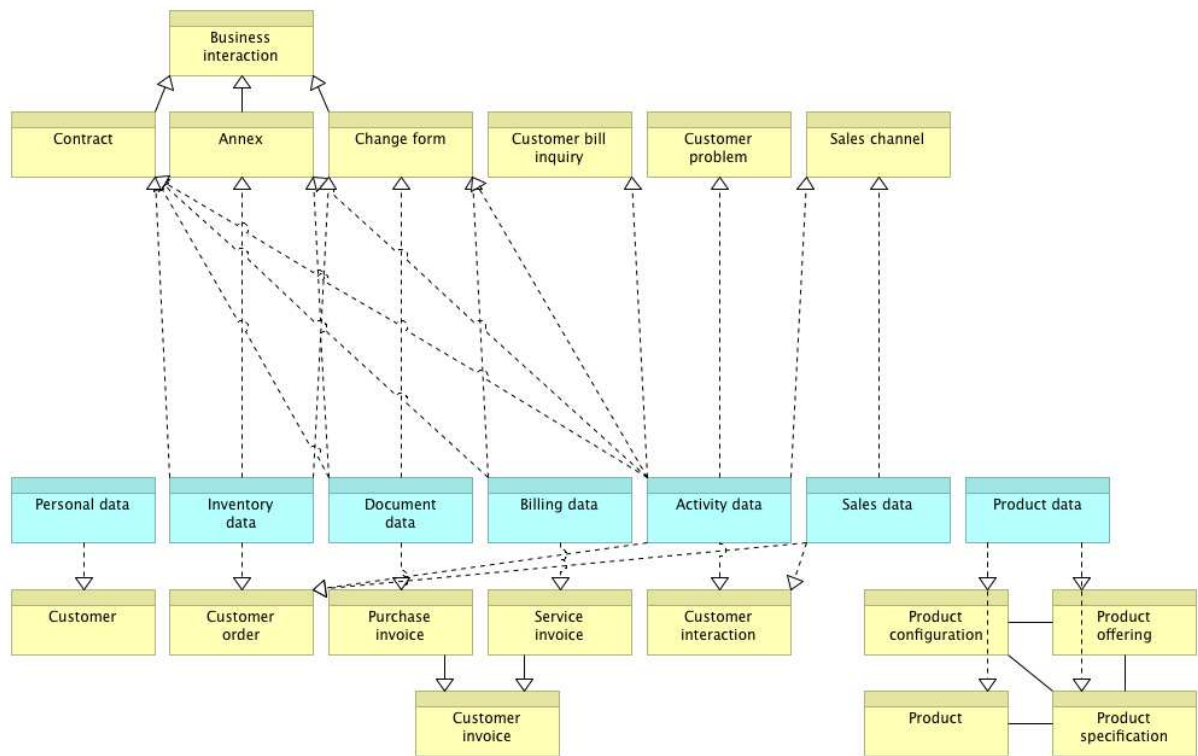 Business
interaction
Contract
Annex
Change form
Customer bill
inquiry
Customer
problem
Sales channel
Personal data
Inventory
data
Document
data
Billing data
Activity data
Sales data
Product data
Customer
Customer
order
Purchase
invoice
Service
invoice
Customer
interaction
Product
configuration
Product
offering
Customer
invoice
Product
Product
specification